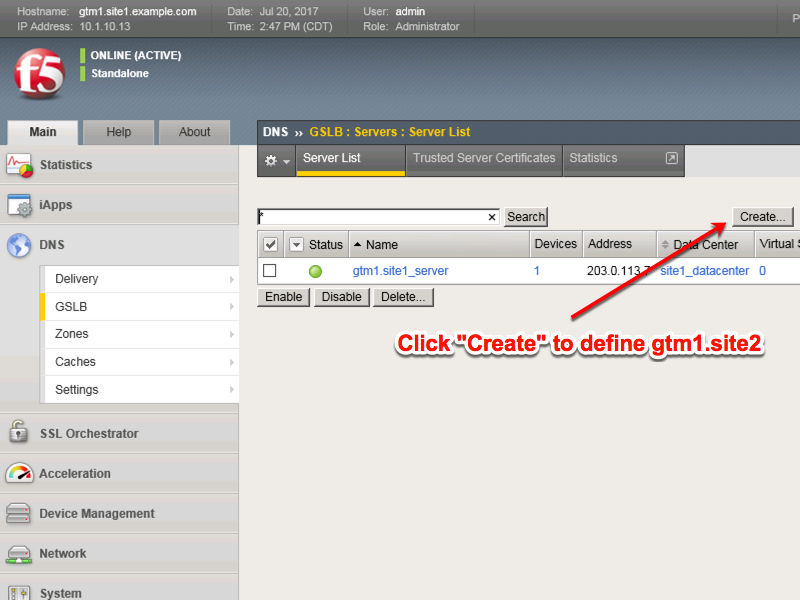 Hostname: gtm1.site1.example.com Date: Jul 20, 2017 User: admin
IP Address: 10.1.10.13 Time: 2:47 PM (CDT) Role: Administrator
P
f5
ONLINE (ACTIVE)
Standalone
Main Help About
DNS ›› GSLB : Servers : Server List
Server List Trusted Server Certificates Statistics
Statistics
iApps
DNS
Delivery
GSLB
Zones
Caches
Settings
SSL Orchestrator
Acceleration
Device Management
Network
System
* × Search Create...
Status Name Devices Address Data Center Virtual S
gtm1.site1_server 1 203.0.113.7 site1_datacenter 0
Enable Disable Delete...
Click "Create" to define gtm1.site2